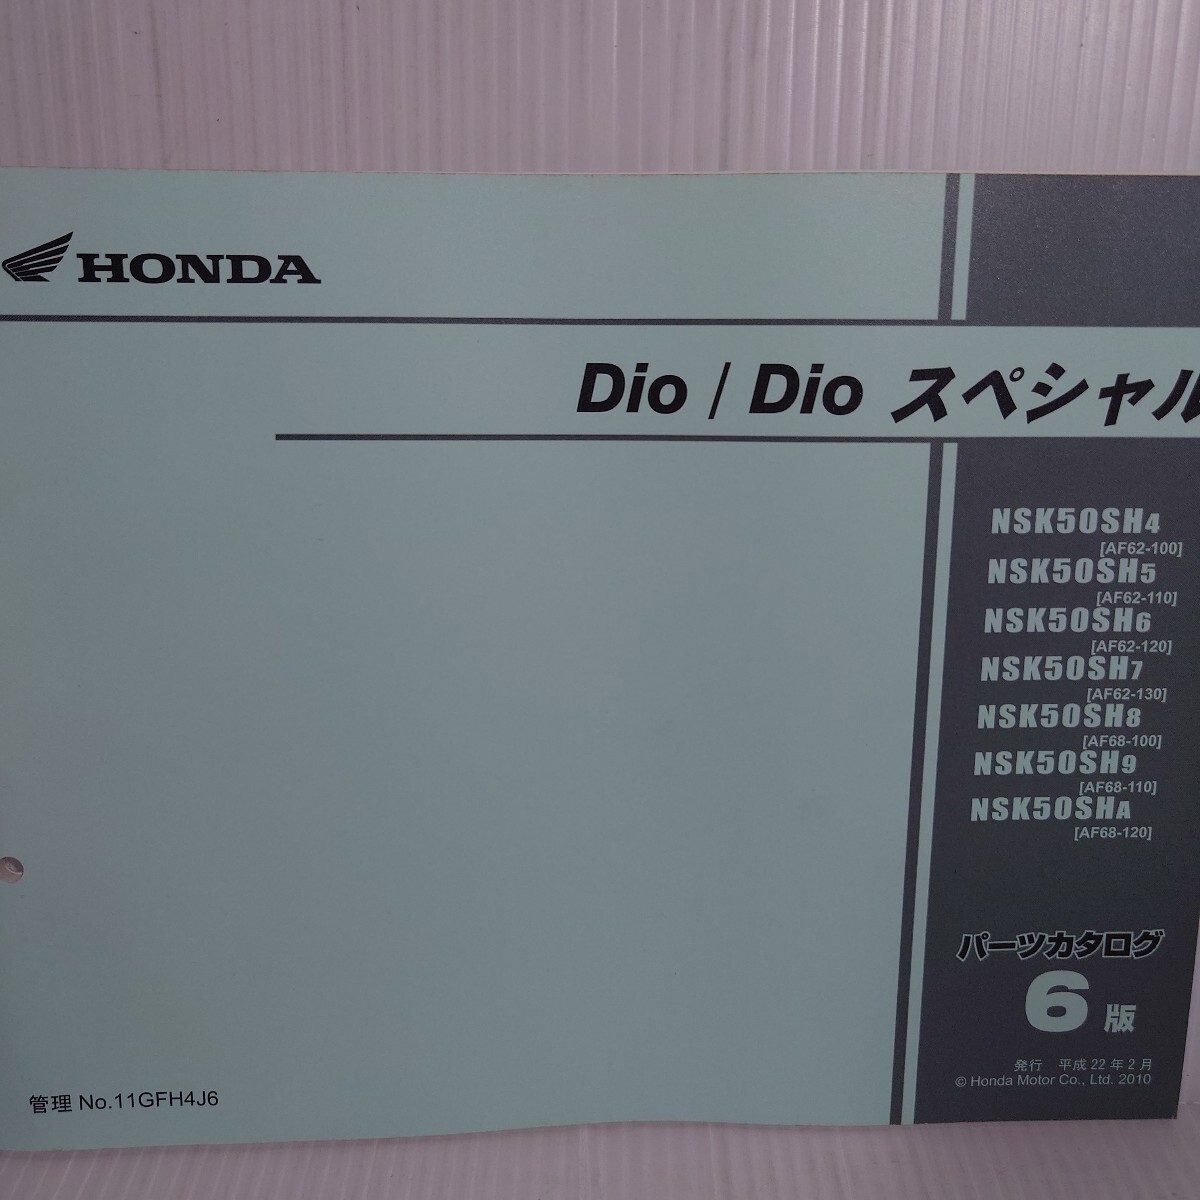 HONDA
Dio / Dio スペシャル
NSK50SH4
[AF62-100]
NSK50SH5
[AF62-110]
NSK50SH6
[AF62-120]
NSK50SH7
[AF62-130]
NSK50SH8
[AF68-100]
NSK50SH9
[AF68-110]
NSK50SHA
[AF68-120]
パーツカタログ
6 版
発行 平成 22 年 2 月
© Honda Motor Co., Ltd. 2010
管理 No.11GFH4J6